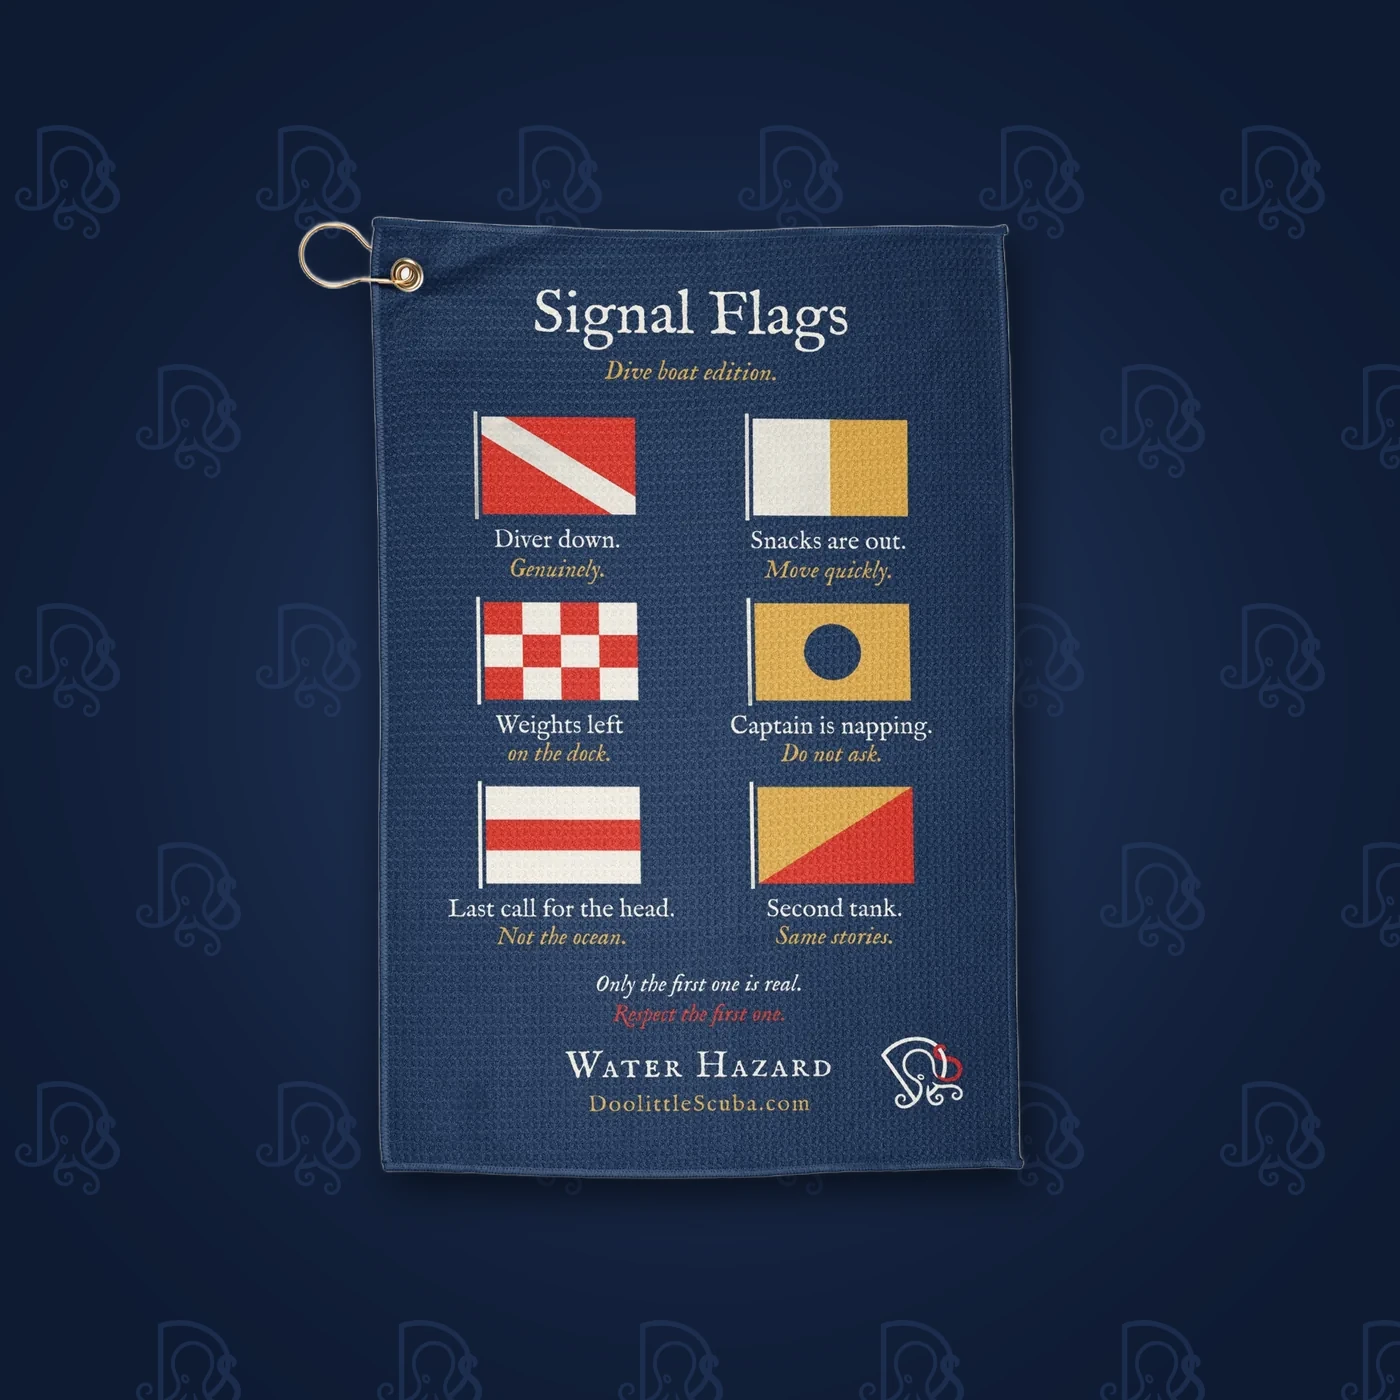 Signal Flags
Dive boat edition.
Diver down.
Genuinely.
Snacks are out.
Move quickly.
Weights left
on the dock.
Captain is napping.
Do not ask.
Last call for the head.
Not the ocean.
Second tank.
Same stories.
Only the first one is real.
Respect the first one.
Water Hazard
DoolittleScuba.com